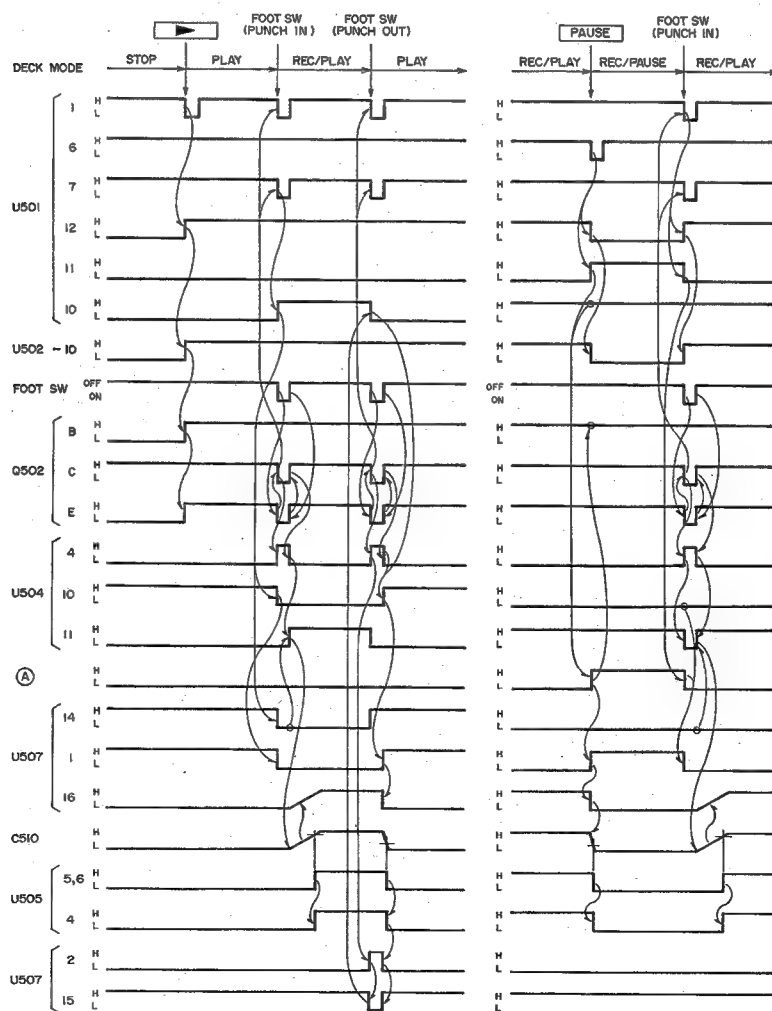 FOOT SW FOOT SW FOOT SW
(PUNCH IN) (PUNCH OUT) PAUSE (PUNCH IN)
DECK MODE STOP PLAY REC/PLAY PLAY REC/PLAY REC/PAUSE REC/PLAY
U501
1 H L H L
6 H L H L
7 H L H L
12 H L H L
11 H L H L
10 H L H L
U502 ~ 10 H L H L
FOOT SW OFF ON OFF ON
Q502
B H L H L
C H L H L
E H L H L
U504
4 H L H L
10 H L H L
11 H L H L
Ⓐ H L H L
U507
14 H L H L
1 H L H L
16 H L H L
C510 H L H L
U505
5,6 H L H L
4 H L H L
U507
2 H L H L
15 H L H L